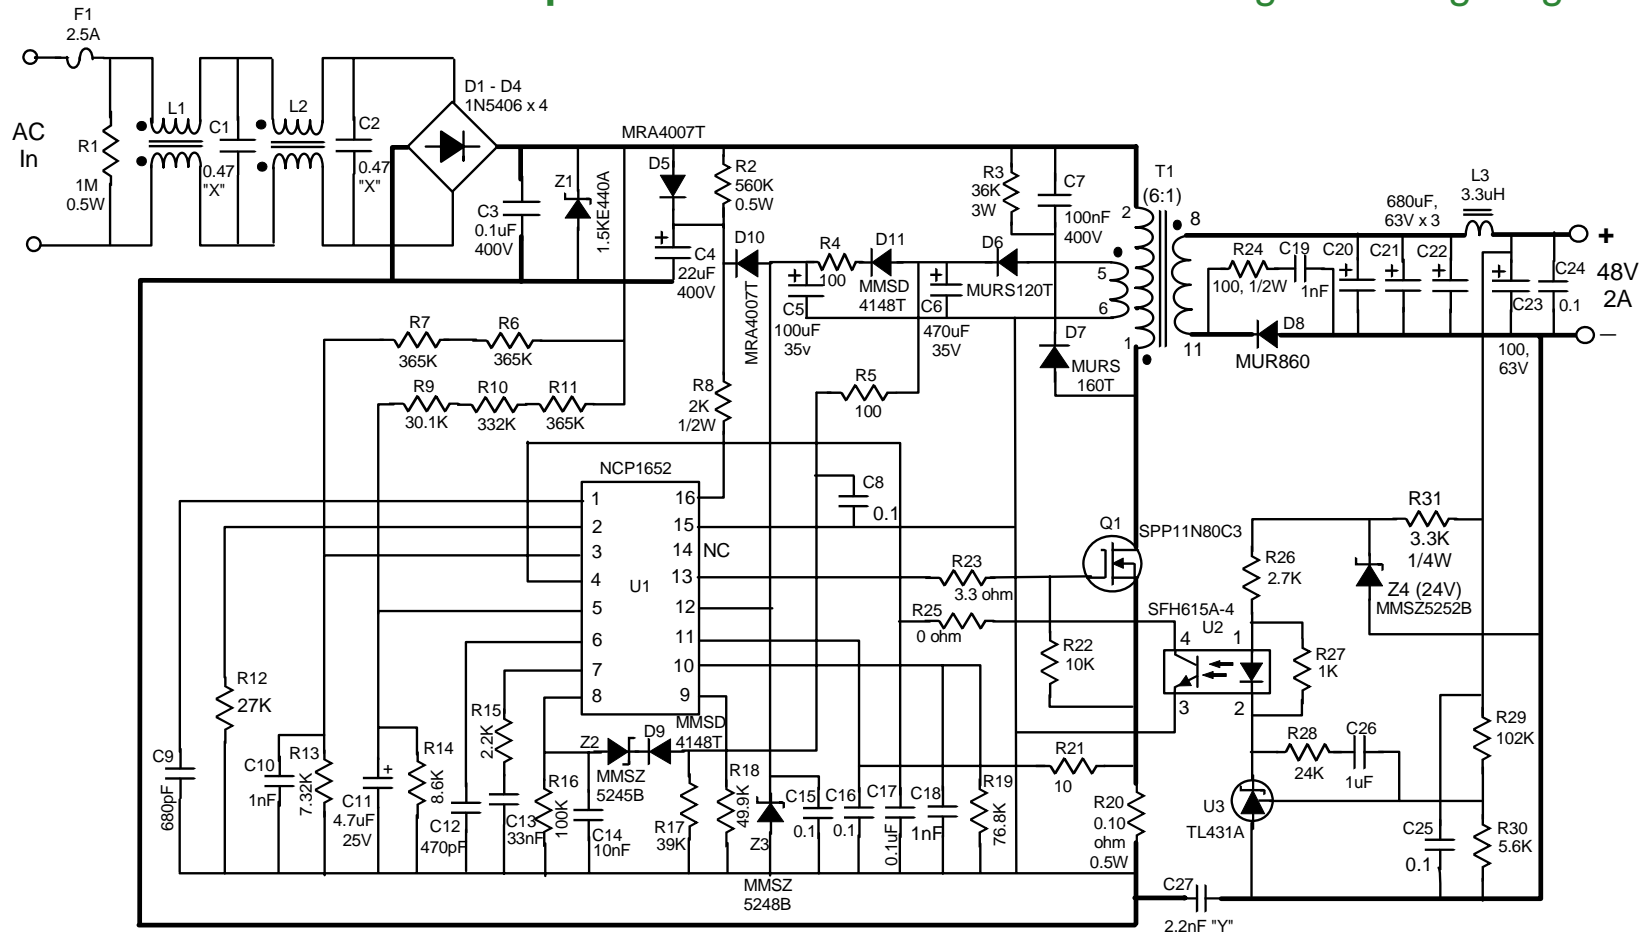 F1
2.5A
AC
In
R1
1M
0.5W
L1
C1
0.47
"X"
L2
C2
0.47
"X"
D1 - D4
1N5406 x 4
C3
0.1uF
400V
Z1
1.5KE440A
MRA4007T
D5
C4
22uF
400V
R2
560K
0.5W
D10
MRA4007T
R4
100
C5
100uF
35v
D11
MMSD
4148T
C6
470uF
35V
D6
MURS120T
R3
36K
3W
C7
100nF
400V
T1
(6:1)
2
5
6
1
8
11
D7
MURS
160T
R24
100, 1/2W
C19
1nF
D8
MUR860
680uF,
63V x 3
C20
C21
C22
L3
3.3uH
C23
100,
63V
C24
0.1
+
48V
2A
–
R7
365K
R6
365K
R9
30.1K
R10
332K
R11
365K
R8
2K
1/2W
R5
100
NCP1652
U1
1
2
3
4
5
6
7
8
16
15
14
13
12
11
10
9
NC
C8
0.1
R23
3.3 ohm
R25
0 ohm
Q1
SPP11N80C3
R22
10K
SFH615A-4
U2
4
1
3
2
R26
2.7K
R27
1K
R31
3.3K
1/4W
Z4 (24V)
MMSZ5252B
R28
24K
C26
1uF
R29
102K
R30
5.6K
C25
0.1
U3
TL431A
R12
27K
C9
680pF
C10
1nF
R13
7.32K
+
C11
4.7uF
25V
R14
8.6K
C12
470pF
R15
2.2K
C13
33nF
R16
100K
Z2
MMSZ
5245B
D9
MMSD
4148T
C14
10nF
R17
39K
R18
49.9K
Z3
MMSZ
5248B
C15
0.1
C16
0.1
C17
0.1uF
C18
1nF
R19
76.8K
R21
10
R20
0.10
ohm
0.5W
C27
2.2nF "Y"